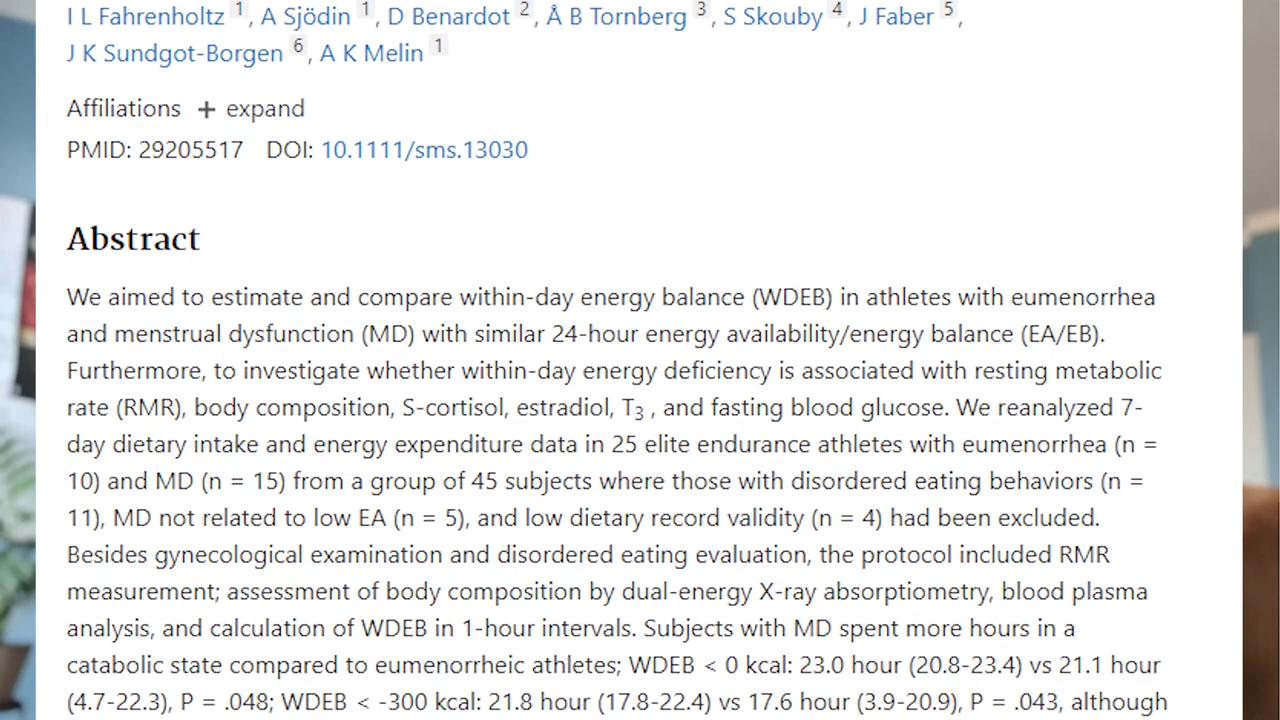 I L Fahrenholtz 1, A Sjödin 1, D Benardot 2, Å B Tornberg 3, S Skouby 4, J Faber 5,
J K Sundgot-Borgen 6, A K Melin 1
Affiliations + expand
PMID: 29205517 DOI: 10.1111/sms.13030
Abstract
We aimed to estimate and compare within-day energy balance (WDEB) in athletes with eumenorrhea
and menstrual dysfunction (MD) with similar 24-hour energy availability/energy balance (EA/EB).
Furthermore, to investigate whether within-day energy deficiency is associated with resting metabolic
rate (RMR), body composition, S-cortisol, estradiol, T3 , and fasting blood glucose. We reanalyzed 7-
day dietary intake and energy expenditure data in 25 elite endurance athletes with eumenorrhea (n =
10) and MD (n = 15) from a group of 45 subjects where those with disordered eating behaviors (n =
11), MD not related to low EA (n = 5), and low dietary record validity (n = 4) had been excluded.
Besides gynecological examination and disordered eating evaluation, the protocol included RMR
measurement; assessment of body composition by dual-energy X-ray absorptiometry, blood plasma
analysis, and calculation of WDEB in 1-hour intervals. Subjects with MD spent more hours in a
catabolic state compared to eumenorrheic athletes; WDEB < 0 kcal: 23.0 hour (20.8-23.4) vs 21.1 hour
(4.7-22.3), P = .048; WDEB < -300 kcal: 21.8 hour (17.8-22.4) vs 17.6 hour (3.9-20.9), P = .043, although